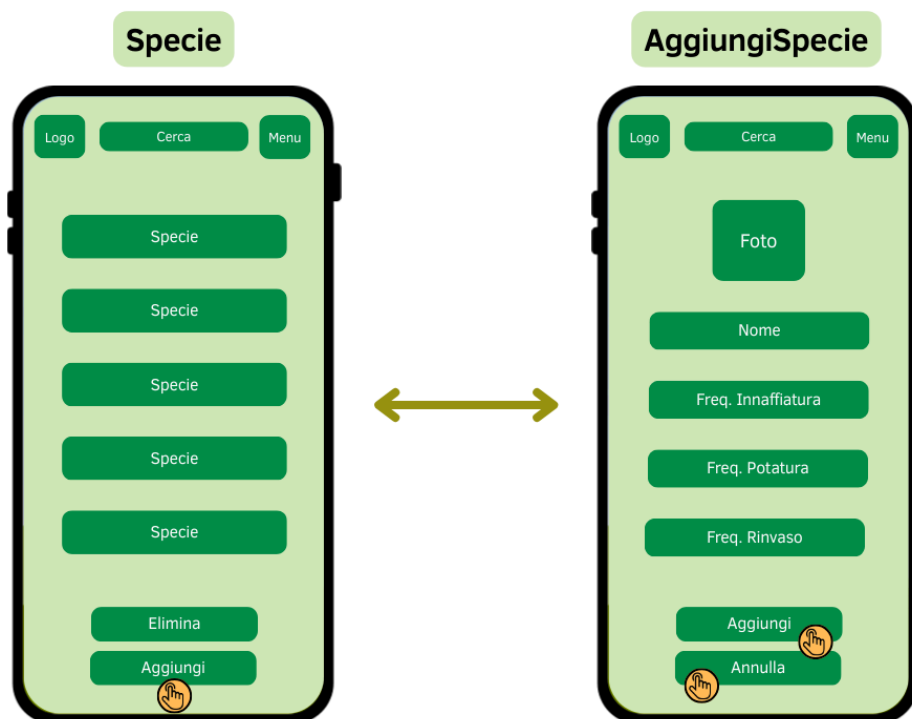 Specie
Logo
Cerca
Menu
Specie
Specie
Specie
Specie
Specie
Elimina
Aggiungi
AggiungiSpecie
Logo
Cerca
Menu
Foto
Nome
Freq. Innaffiatura
Freq. Potatura
Freq. Rinvaso
Aggiungi
Annulla